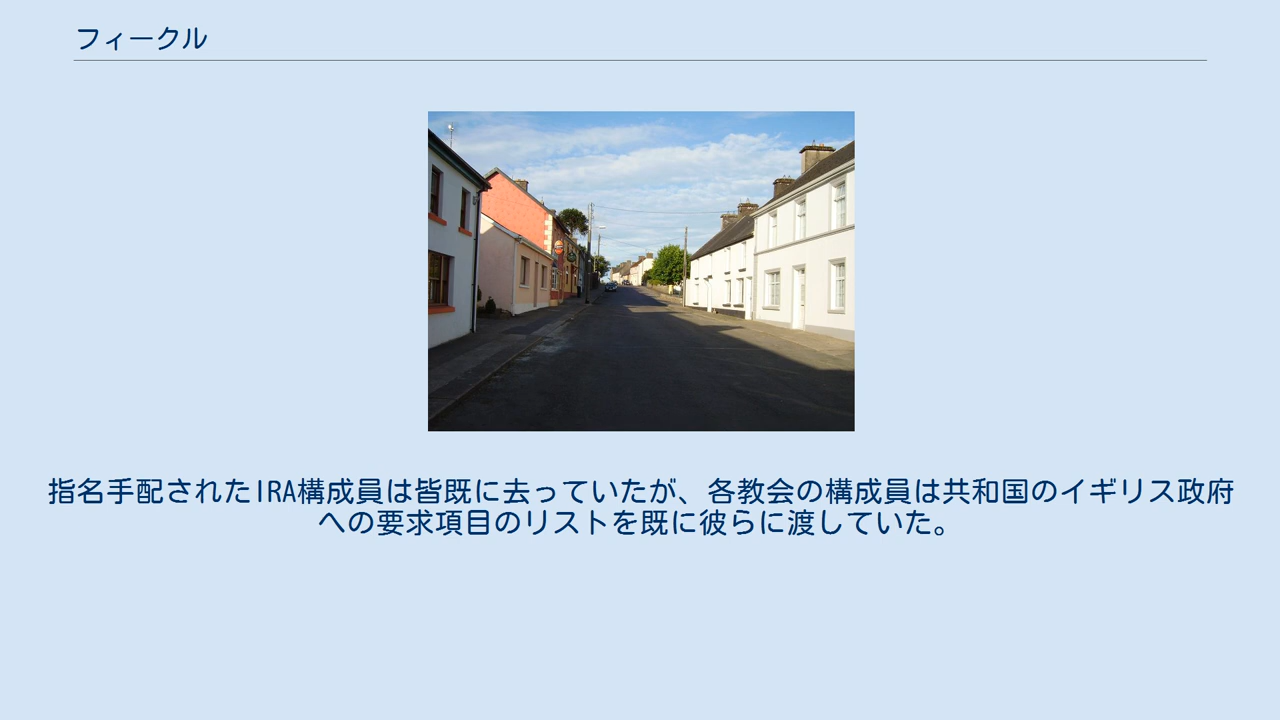 フィークル
指名手配されたIRA構成員は皆既に去っていたが、各教会の構成員は共和国のイギリス政府
への要求項目のリストを既に彼らに渡していた。